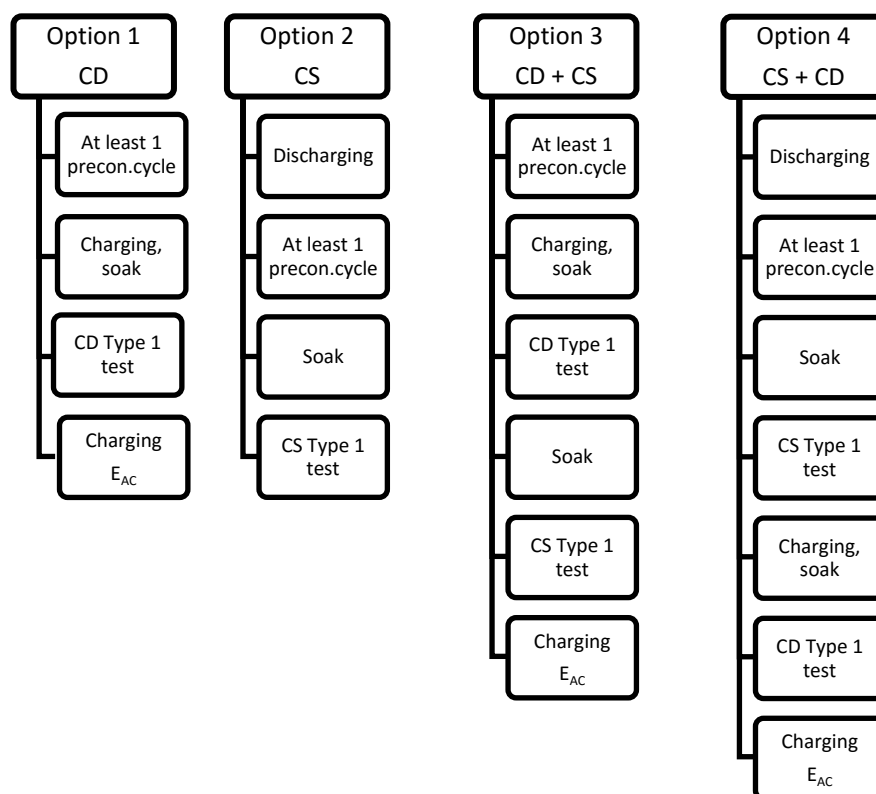 Option 1
CD
At least 1
precon.cycle
Charging,
soak
CD Type 1
test
Charging
EAC
Option 2
CS
Discharging
At least 1
precon.cycle
Soak
CS Type 1
test
Option 3
CD + CS
At least 1
precon.cycle
Charging,
soak
CD Type 1
test
Soak
CS Type 1
test
Charging
EAC
Option 4
CS + CD
Discharging
At least 1
precon.cycle
Soak
CS Type 1
test
Charging,
soak
CD Type 1
test
Charging
EAC